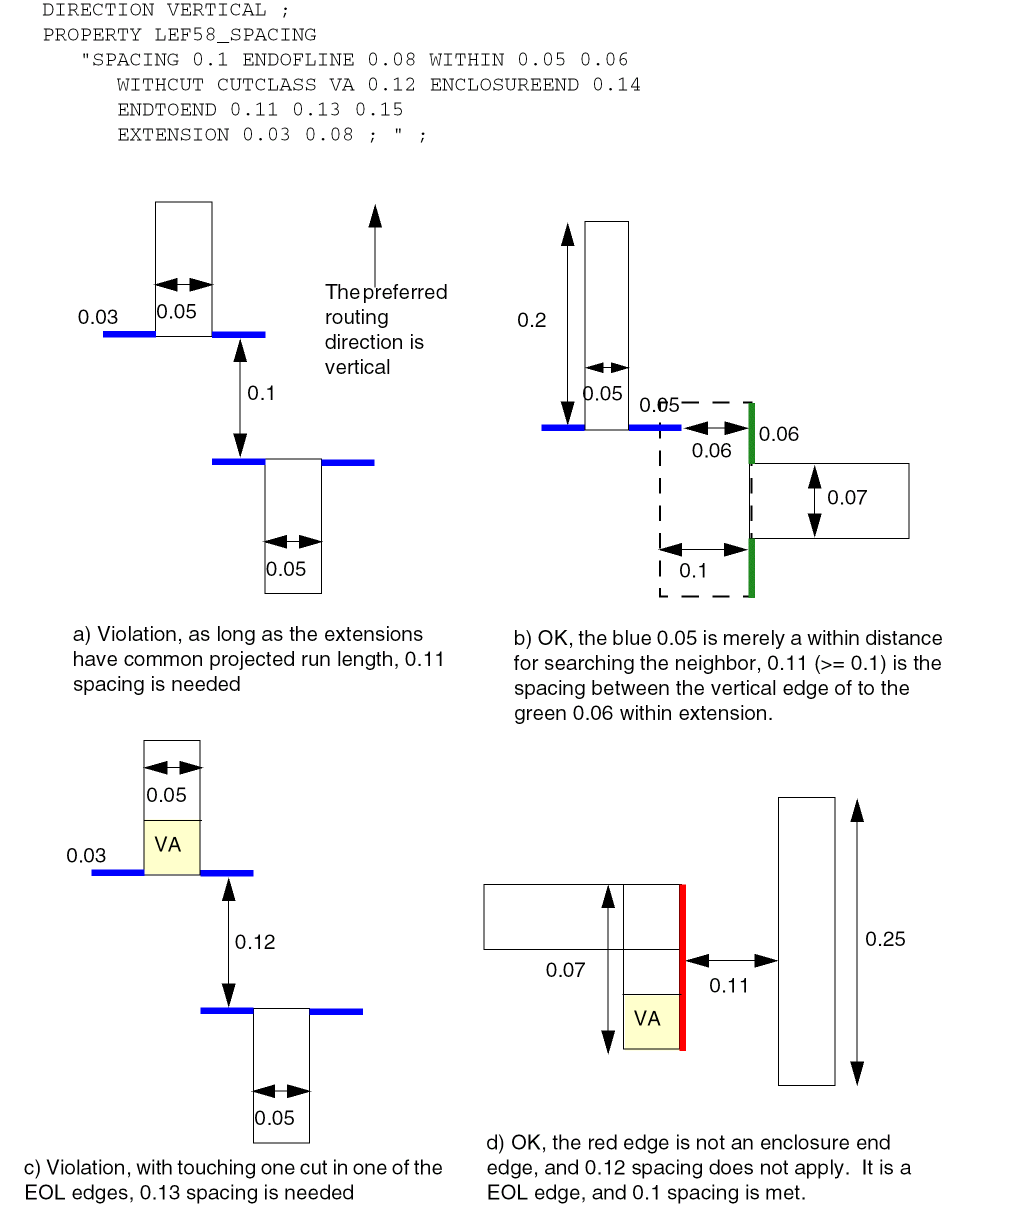 DIRECTION VERTICAL ;
PROPERTY LEF58_SPACING
"SPACING 0.1 ENDOFLINE 0.08 WITHIN 0.05 0.06
WITHCUT CUTCLASS VA 0.12 ENCLOSUREEND 0.14
ENDTOEND 0.11 0.13 0.15
EXTENSION 0.03 0.08 ; " ;
0.05
0.03
0.1
0.05
The preferred
routing
direction is
vertical
0.2
0.05
0.05
0.06
0.06
0.07
0.1
a) Violation, as long as the extensions
have common projected run length, 0.11
spacing is needed
b) OK, the blue 0.05 is merely a within distance
for searching the neighbor, 0.11 (>= 0.1) is the
spacing between the vertical edge of to the
green 0.06 within extension.
0.05
VA
0.03
0.12
0.05
0.07
VA
0.11
0.25
c) Violation, with touching one cut in one of the
EOL edges, 0.13 spacing is needed
d) OK, the red edge is not an enclosure end
edge, and 0.12 spacing does not apply.  It is a
EOL edge, and 0.1 spacing is met.